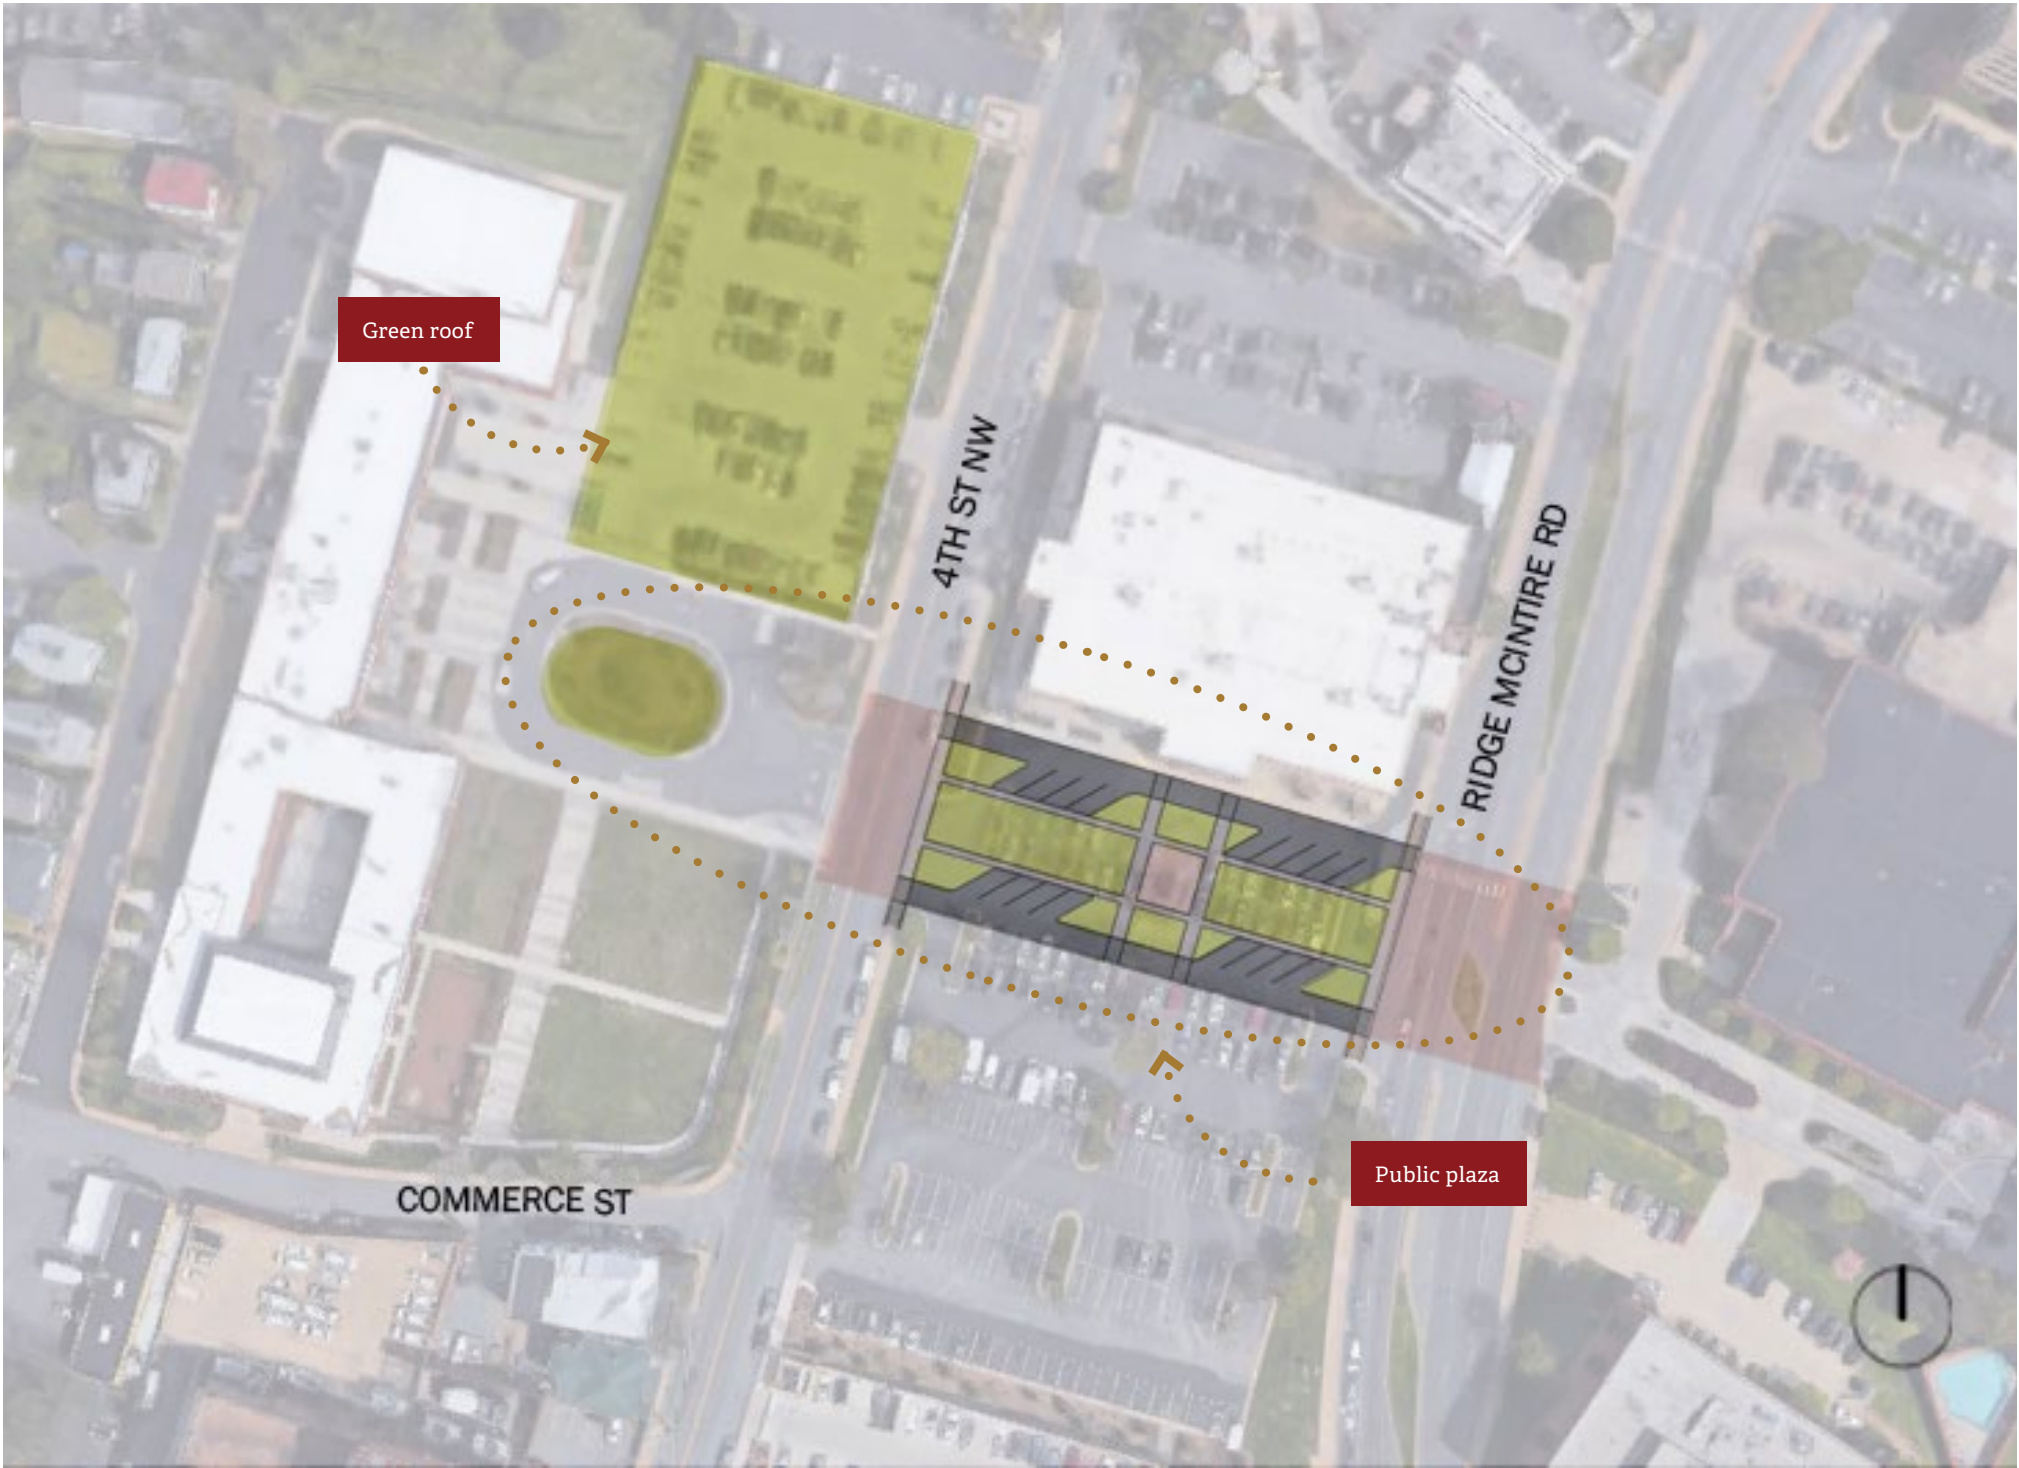 Green roof
4TH ST NW
RIDGE MCINTIRE RD
Public plaza
COMMERCE ST